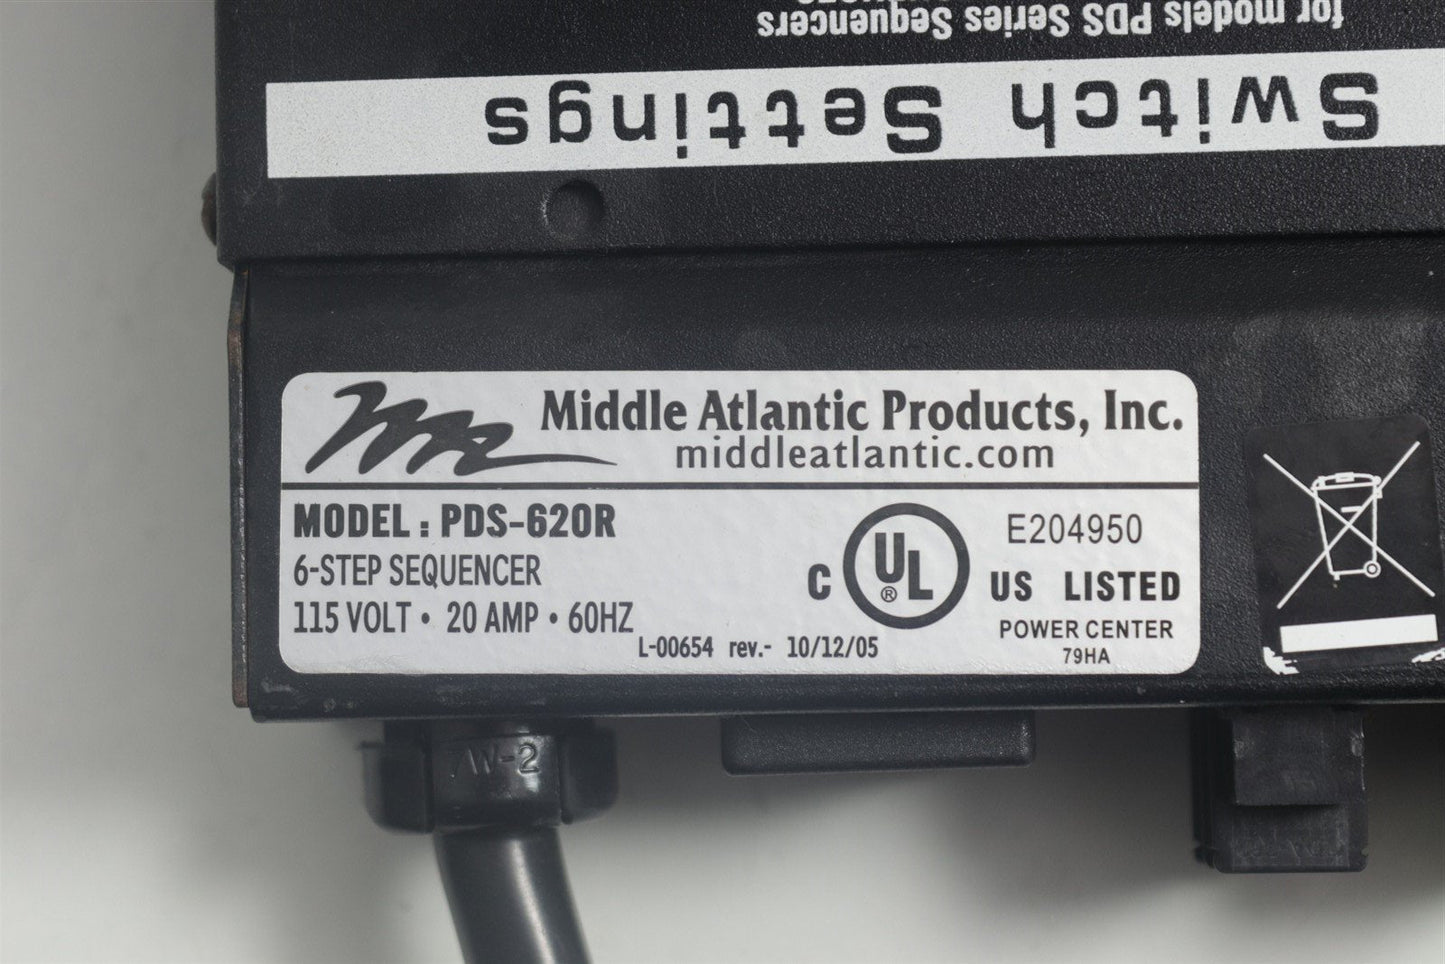 for models PDS Series Sequencers
Switch Settings
Middle Atlantic Products, Inc.
middleatlantic.com
MODEL : PDS-620R
6-STEP SEQUENCER
115 VOLT • 20 AMP • 60HZ
L-00654 rev.- 10/12/05
C UL ® US LISTED
E204950
POWER CENTER
79HA